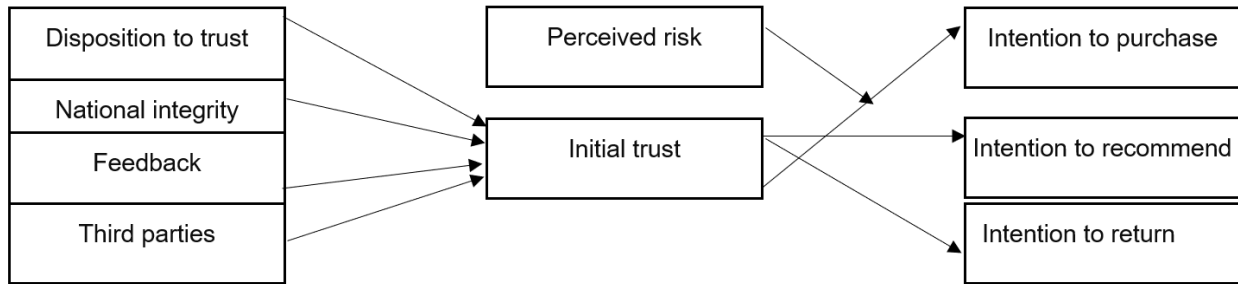 Disposition to trust
National integrity
Feedback
Third parties
Perceived risk
Initial trust
Intention to purchase
Intention to recommend
Intention to return